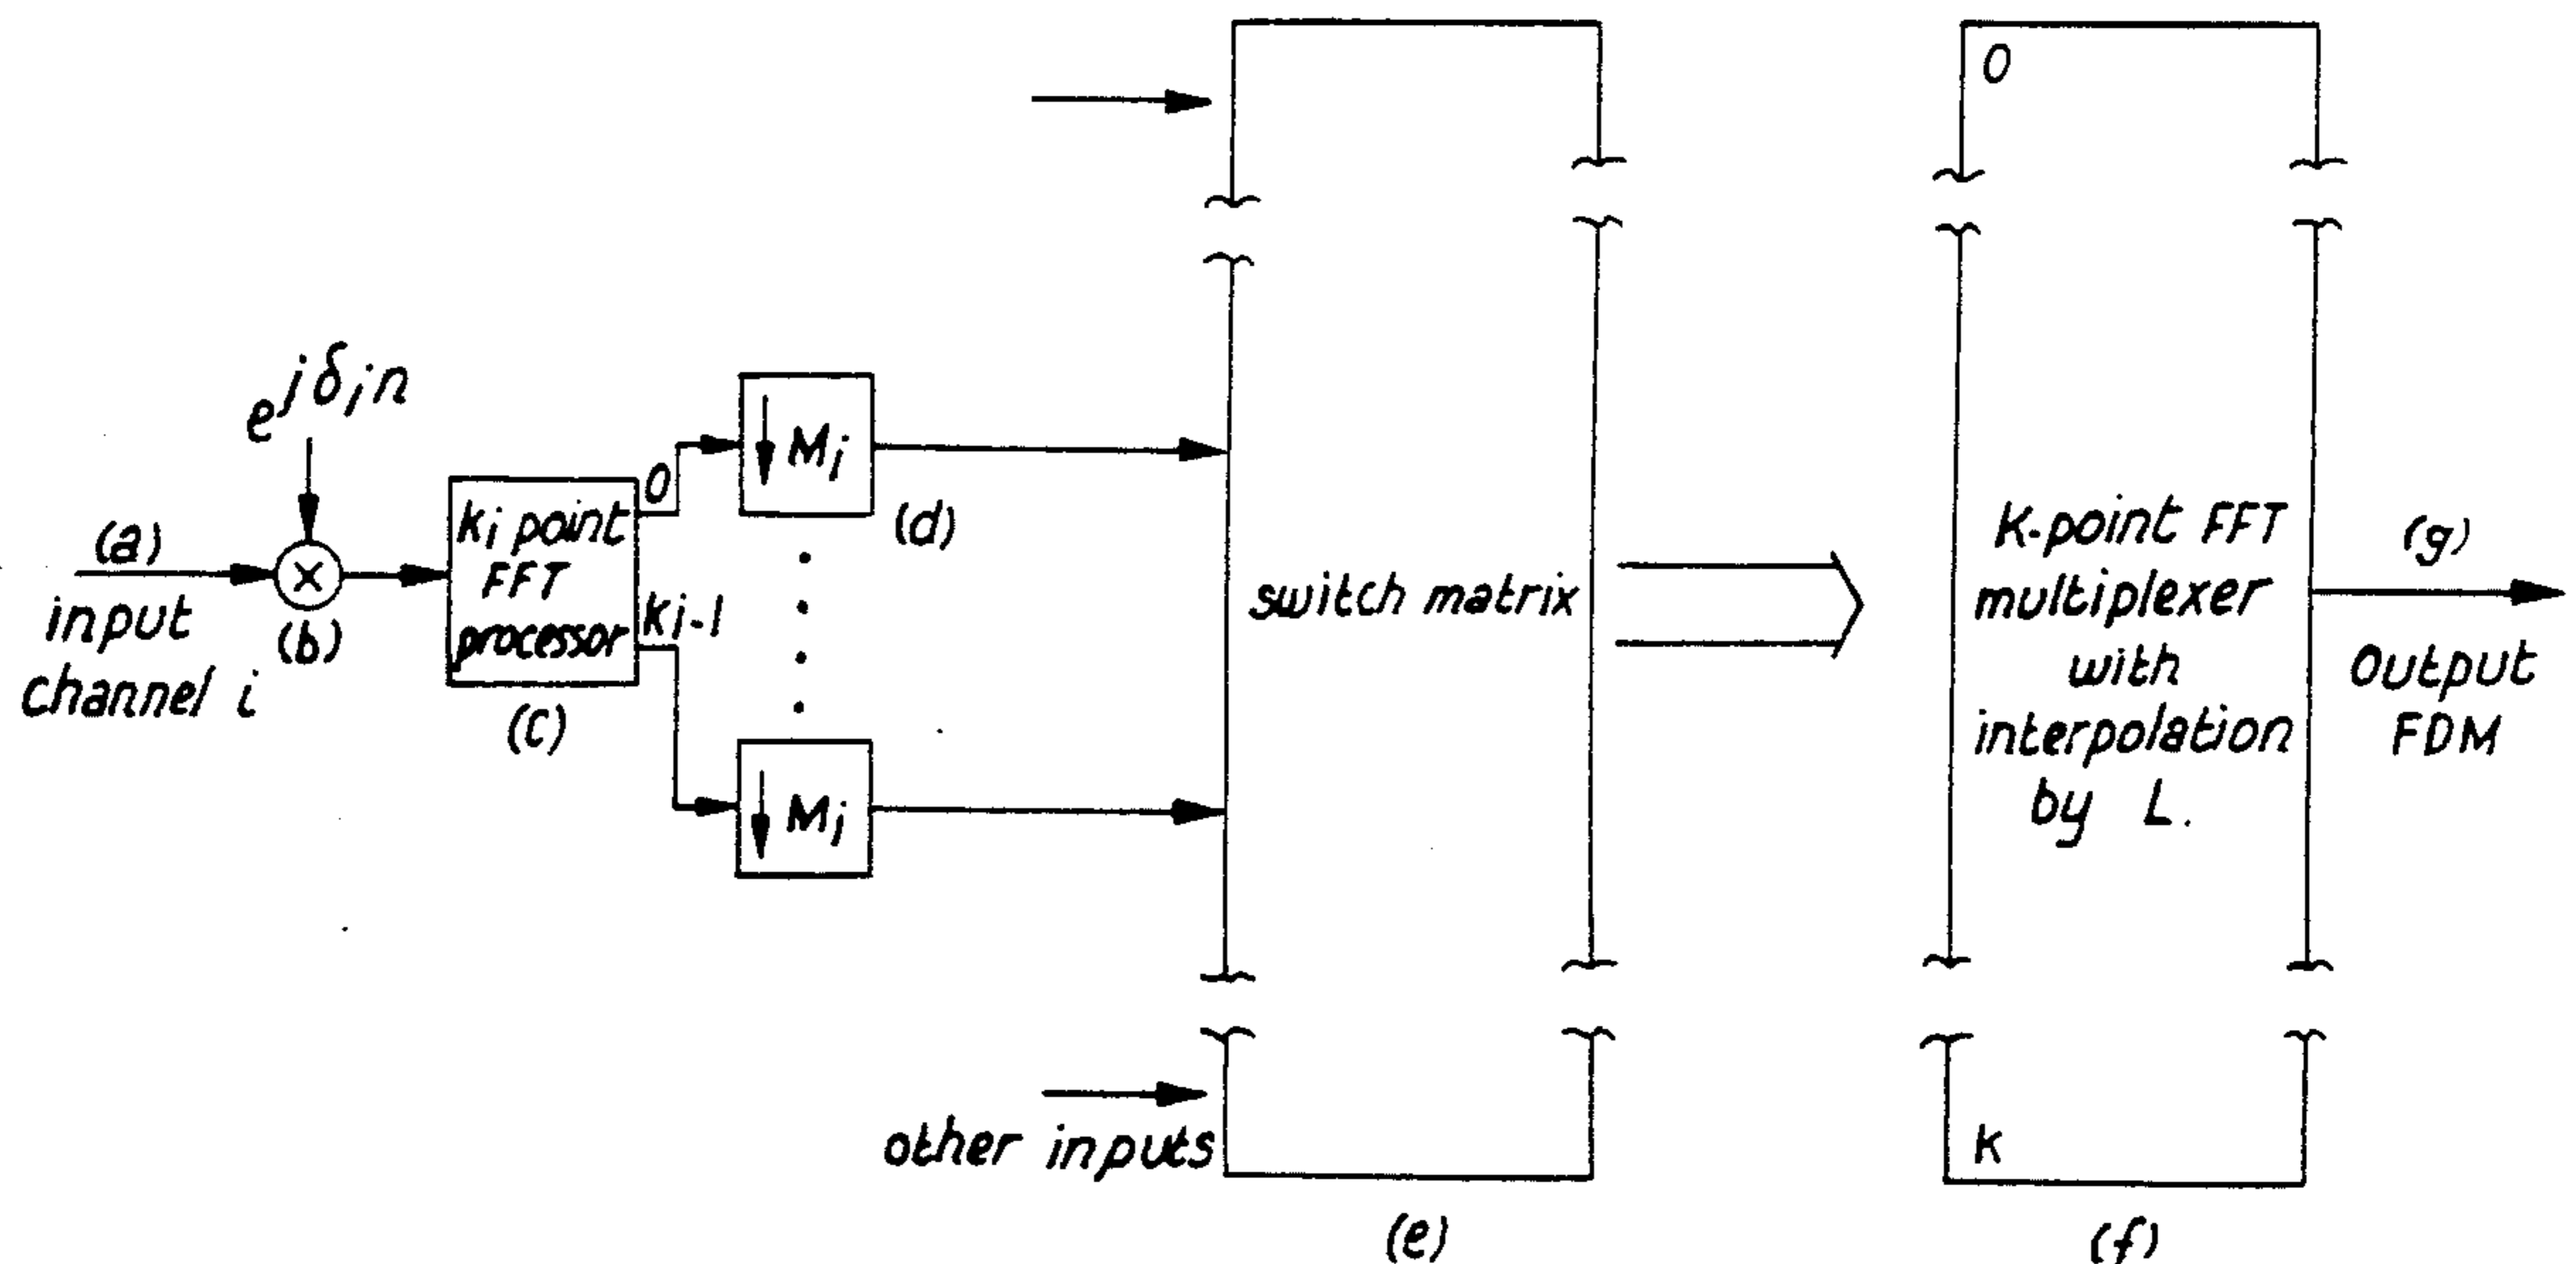 e^jδ_i n
(a)
input
channel i
(b)
k_i point
FFT
processor
(c)
0
k_i-1
↓ M_i
(d)
↓ M_i
other inputs
switch matrix
(e)
0
K-point FFT
multiplexer
with
interpolation
by L.
k
(f)
(g)
output
FDM